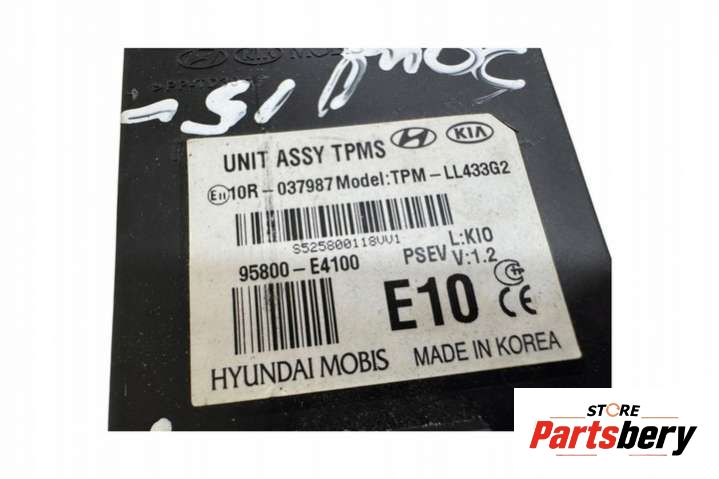 UNIT ASSY TPMS HYUNDAI KIA
E11 10R-037987 Model:TPM-LL433G2
S525800118VV1
L:KIO
95800-E4100 PSEV V:1.2
E10 CE
HYUNDAI MOBIS MADE IN KOREA
STORE
Partsbery